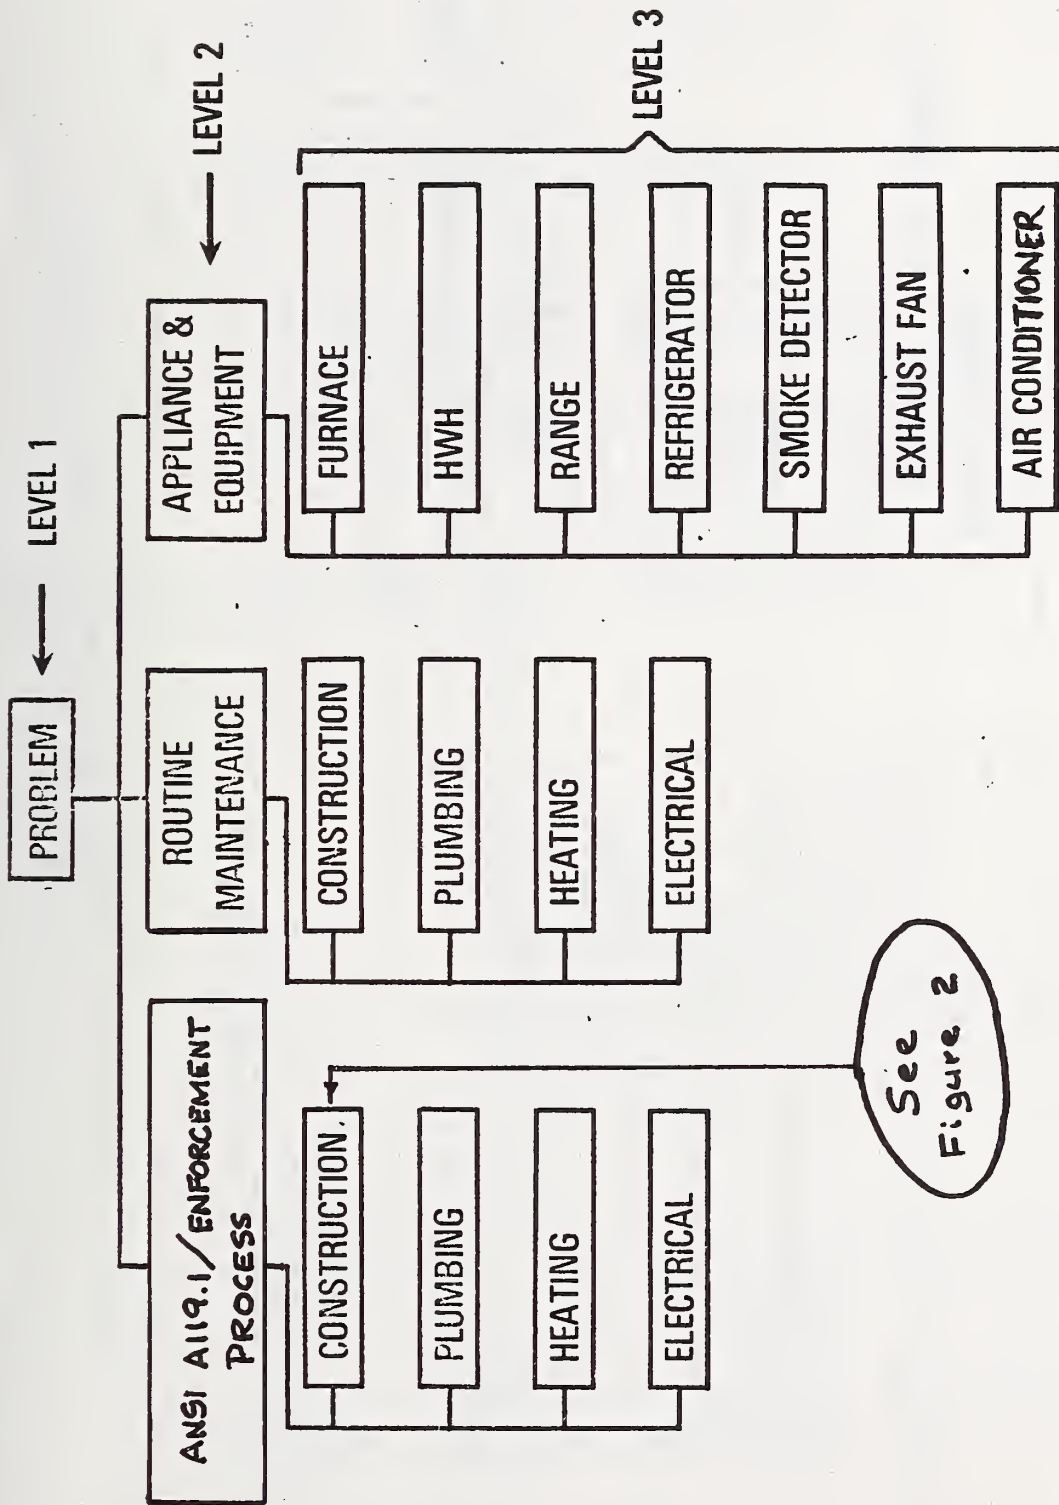 PROBLEM
LEVEL 1
ANSI A119.1/ENFORCEMENT
PROCESS
ROUTINE
MAINTENANCE
APPLIANCE &
EQUIPMENT
LEVEL 2
CONSTRUCTION.
PLUMBING
HEATING
ELECTRICAL
CONSTRUCTION
PLUMBING
HEATING
ELECTRICAL
FURNACE
HWH
RANGE
REFRIGERATOR
SMOKE DETECTOR
EXHAUST FAN
AIR CONDITIONER
LEVEL 3
See
Figure 2